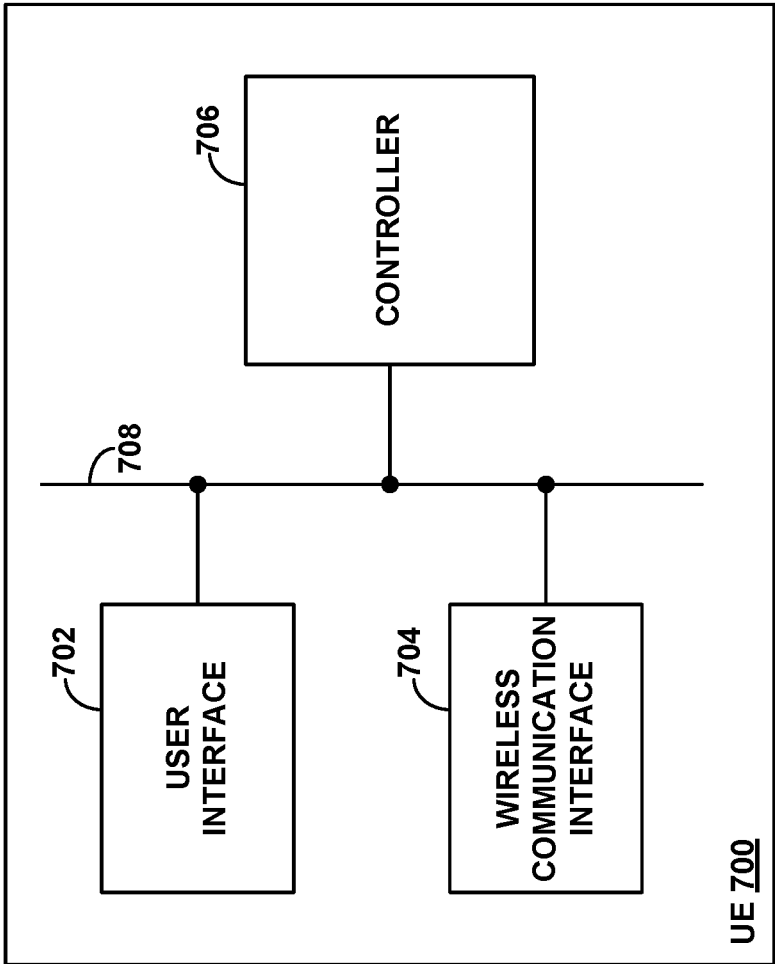 702
USER
INTERFACE
704
WIRELESS
COMMUNICATION
INTERFACE
708
706
CONTROLLER
UE 700